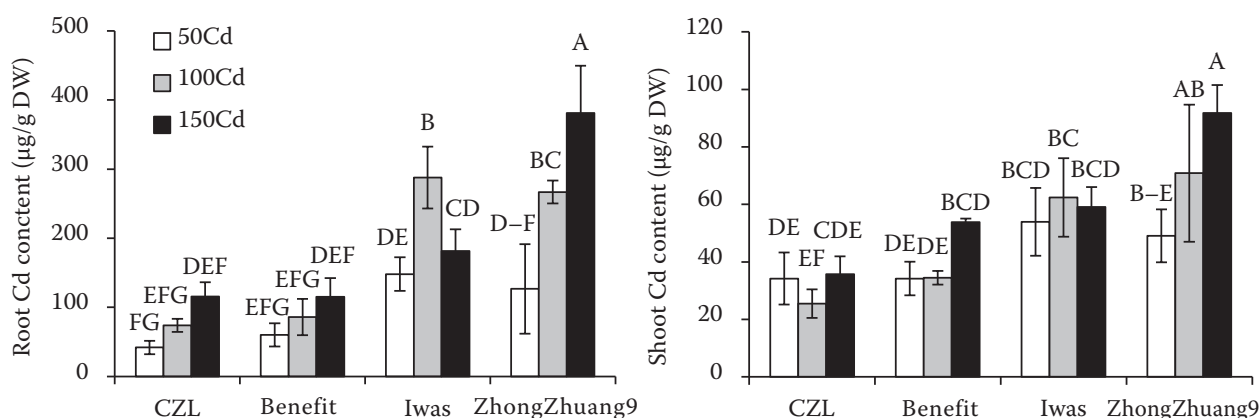 Root Cd conctent (µg/g DW)
500
400
300
200
100
0
50Cd
100Cd
150Cd
FG
EFG
DEF
EFG
EFG
DEF
DE
B
CD
D–F
BC
A
CZL
Benefit
Iwas
ZhongZhuang9
Shoot Cd content (µg/g DW)
120
100
80
60
40
20
0
DE
EF
CDE
DE
DE
BCD
BCD
BC
BCD
B–E
AB
A
CZL
Benefit
Iwas
ZhongZhuang9